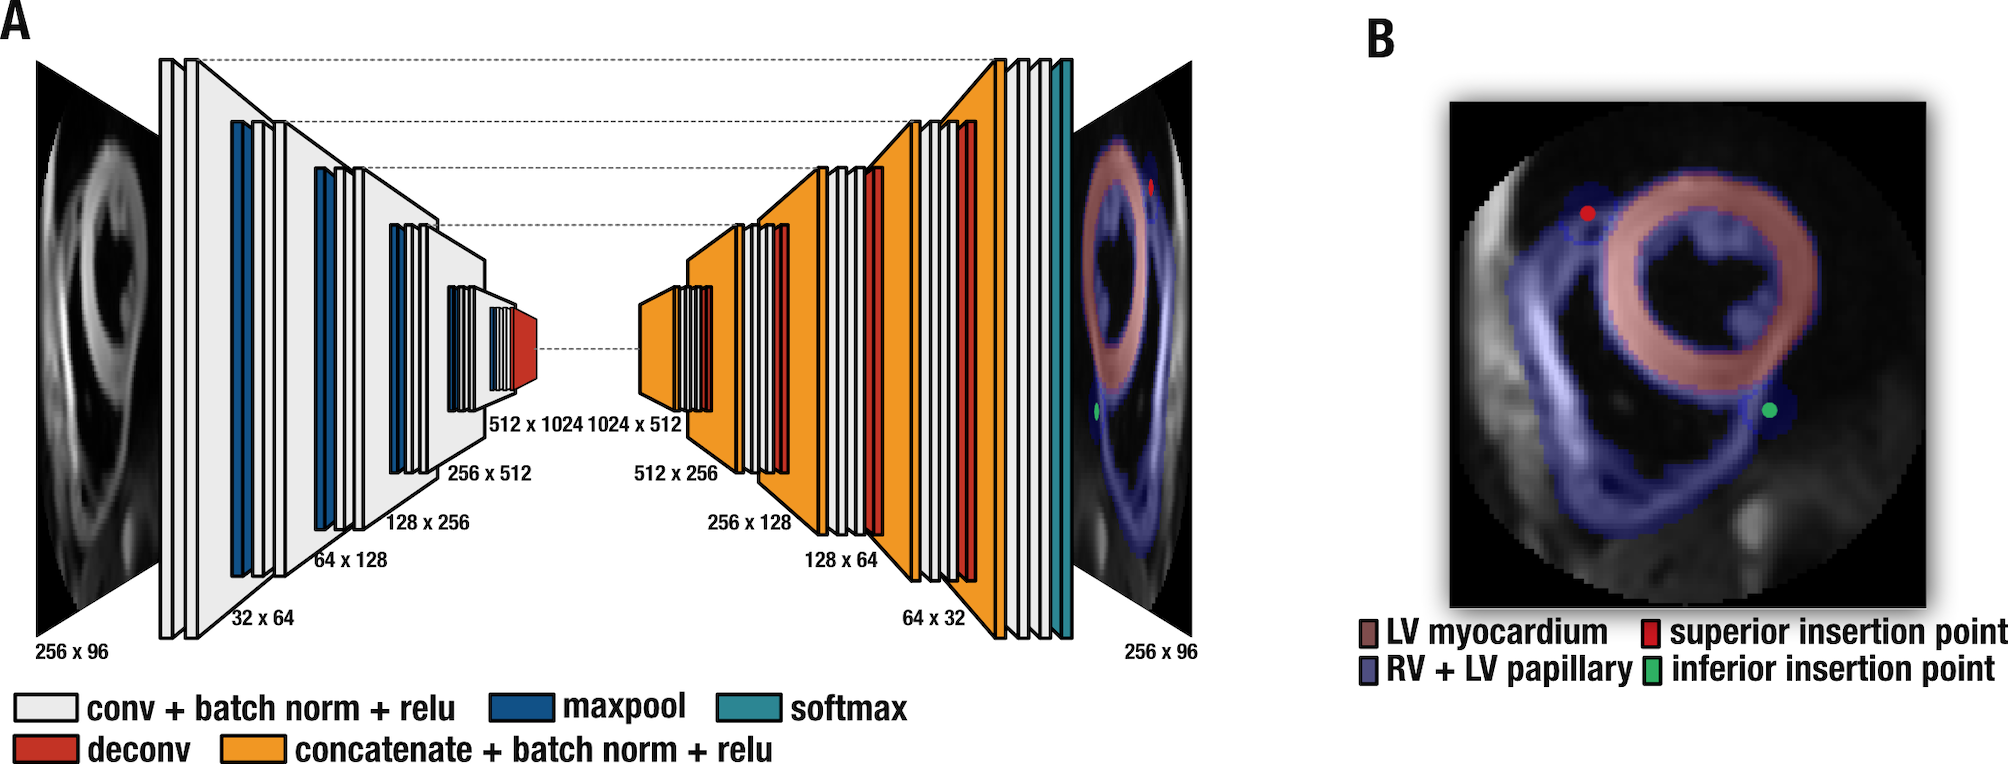 A
B
512 x 1024 1024 x 512
256 x 512
512 x 256
128 x 256
256 x 128
64 x 128
128 x 64
32 x 64
64 x 32
256 x 96
256 x 96
conv + batch norm + relu
maxpool
softmax
deconv
concatenate + batch norm + relu
LV myocardium
superior insertion point
RV + LV papillary
inferior insertion point